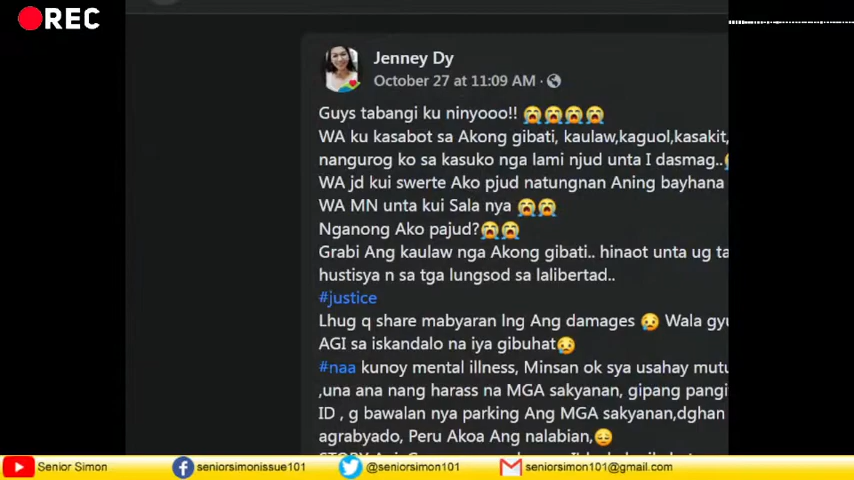 REC
Jenney Dy
October 27 at 11:09 AM ·
Guys tabangi ku ninyooo!! 😭😭😭😭
WA ku kasabot sa Akong gibati, kaulaw,kaguol,kasakit,
nangurog ko sa kasuko nga lami njud unta I dasmag..
WA jd kui swerte Ako pjud natungnan Aning bayhana
WA MN unta kui Sala nya 😭😭
Nganong Ako pajud?😭😭
Grabi Ang kaulaw nga Akong gibati.. hinaot unta ug ta
hustisya n sa tga lungsod sa lalibertad..
#justice
Lhug q share mabyaran lng Ang damages 😥 Wala gyu
AGI sa iskandalo na iya gibuhat😥
#naa kunoy mental illness, Minsan ok sya usahay mutu
,una ana nang harass na MGA sakyanan, gipang pangi
ID , g bawalan nya parking Ang MGA sakyanan,dghan
agrabyado, Peru Akoa Ang nalabian,😔
Senior Simon
seniorsimonissue101
@seniorsimon101
seniorsimon101@gmail.com